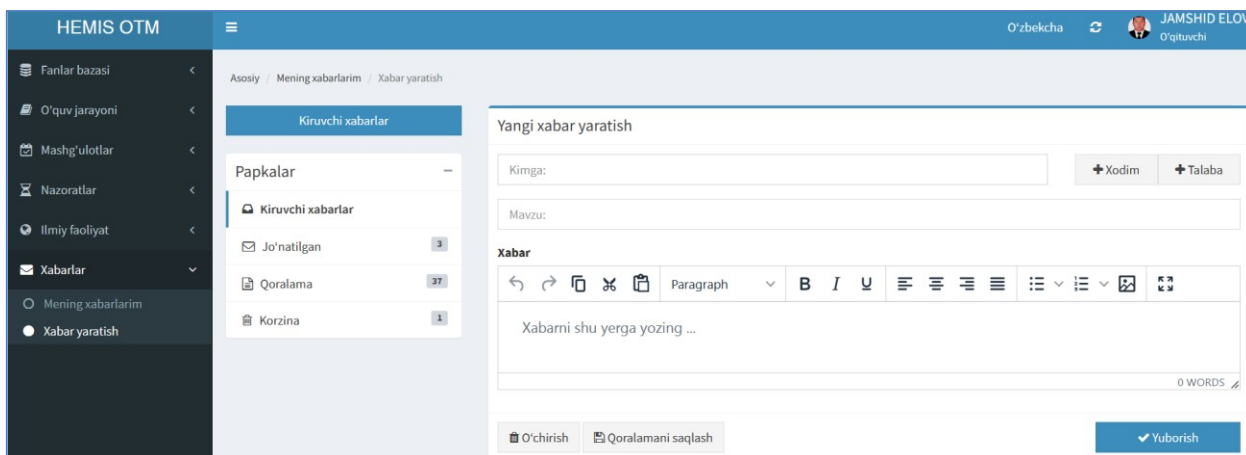 HEMIS OTM
O'zbekcha
JAMSHID ELOV
O'qituvchi
Fanlar bazasi
O'quv jarayoni
Mashg'ulotlar
Nazoratlar
Ilmiy faoliyat
Xabarlar
Mening xabarlarim
Xabar yaratish
Asosiy / Mening xabarlarim / Xabar yaratish
Kiruvchi xabarlar
Papkalar
Kiruvchi xabarlar
Jo'natilgan 3
Qoralama 37
Korzina 1
Yangi xabar yaratish
Kimga:
Xodim
Talaba
Mavzu:
Xabar
Paragraph B I U
Xabarni shu yerga yozing ...
0 WORDS
O'chirish
Qoralamani saqlash
Yuborish